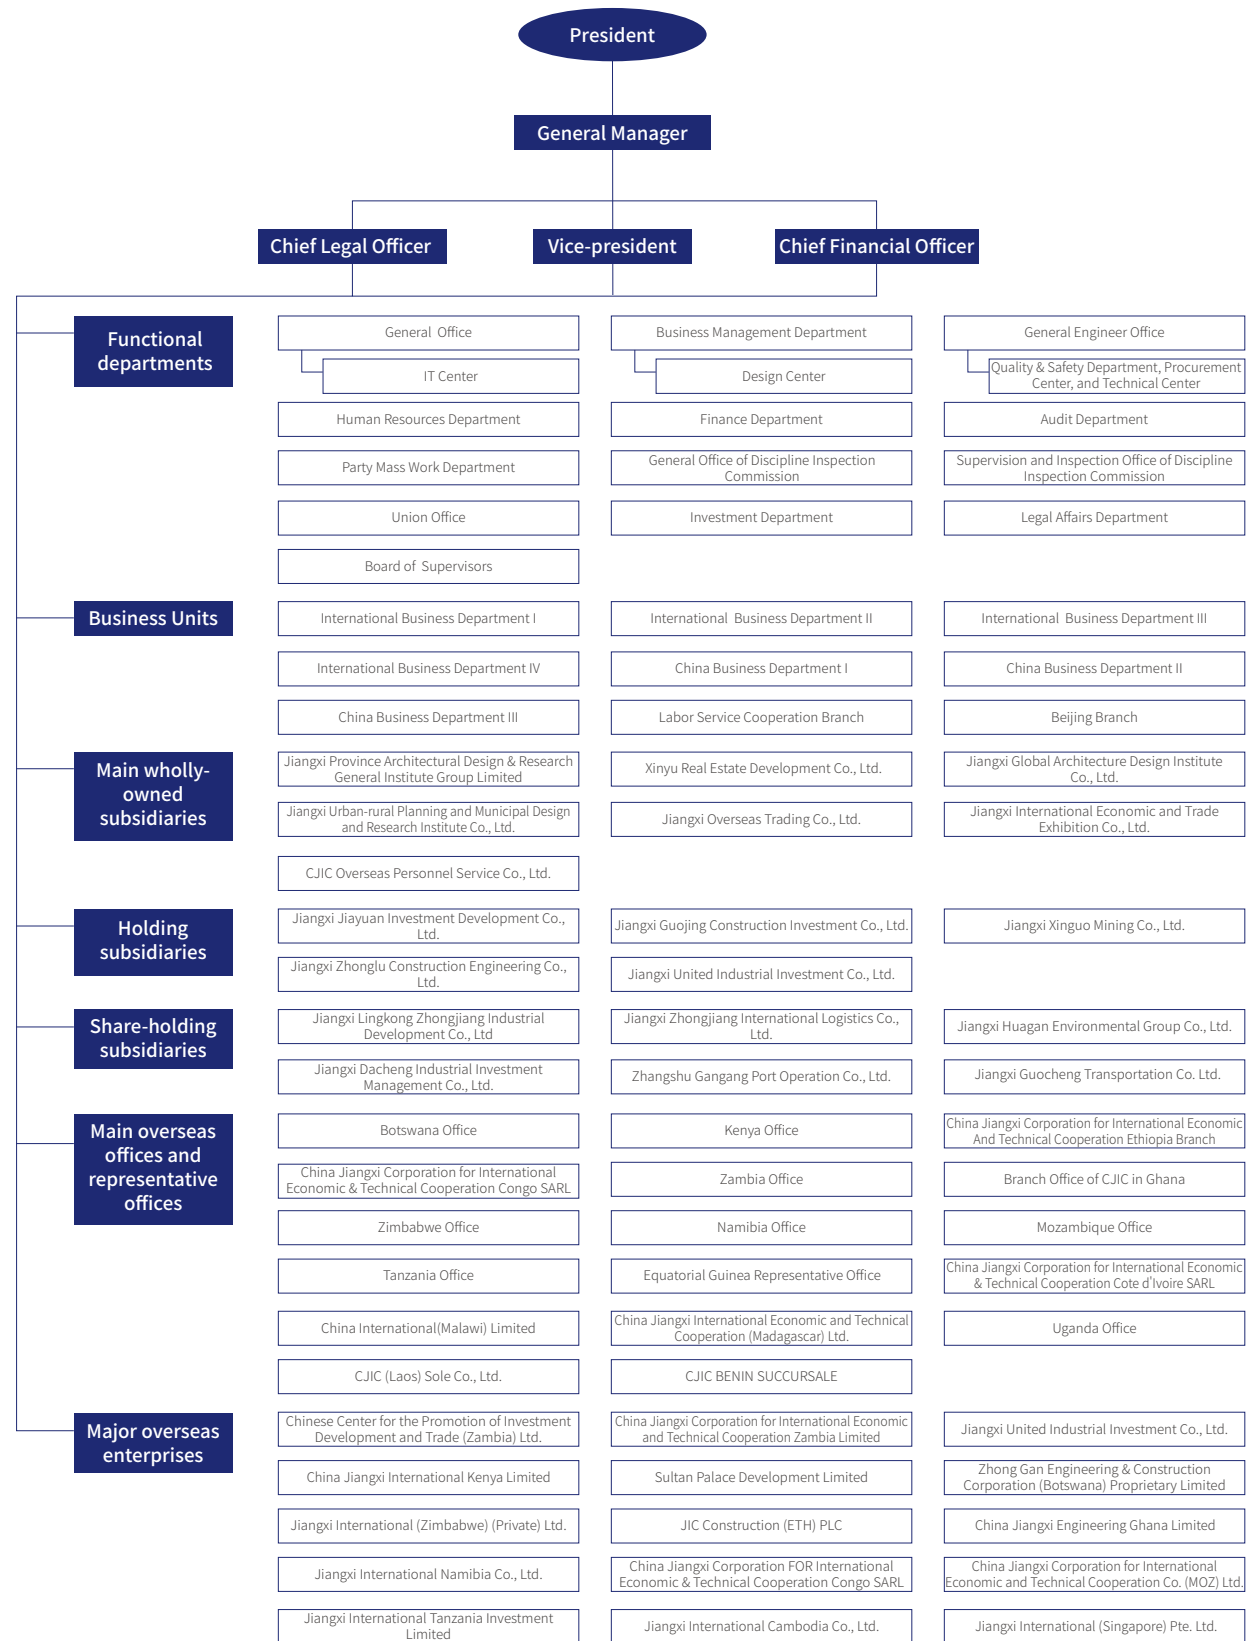 President
General Manager
Chief Legal Officer
Vice-president
Chief Financial Officer
Functional
departments
General Office
Business Management Department
General Engineer Office
IT Center
Design Center
Quality & Safety Department, Procurement
Center, and Technical Center
Human Resources Department
Finance Department
Audit Department
Party Mass Work Department
General Office of Discipline Inspection
Commission
Supervision and Inspection Office of Discipline
Inspection Commission
Union Office
Investment Department
Legal Affairs Department
Board of Supervisors
Business Units
International Business Department I
International Business Department II
International Business Department III
International Business Department IV
China Business Department I
China Business Department II
China Business Department III
Labor Service Cooperation Branch
Beijing Branch
Main wholly-
owned
subsidiaries
Jiangxi Province Architectural Design & Research
General Institute Group Limited
Xinyu Real Estate Development Co., Ltd.
Jiangxi Global Architecture Design Institute
Co., Ltd.
Jiangxi Urban-rural Planning and Municipal Design
and Research Institute Co., Ltd.
Jiangxi Overseas Trading Co., Ltd.
Jiangxi International Economic and Trade
Exhibition Co., Ltd.
CJIC Overseas Personnel Service Co., Ltd.
Holding
subsidiaries
Jiangxi Jiayuan Investment Development Co.,
Ltd.
Jiangxi Guojing Construction Investment Co., Ltd.
Jiangxi Xinguo Mining Co., Ltd.
Jiangxi Zhonglu Construction Engineering Co.,
Ltd.
Jiangxi United Industrial Investment Co., Ltd.
Share-holding
subsidiaries
Jiangxi Lingkong Zhongjiang Industrial
Development Co., Ltd
Jiangxi Zhongjiang International Logistics Co.,
Ltd.
Jiangxi Huagan Environmental Group Co., Ltd.
Jiangxi Dacheng Industrial Investment
Management Co., Ltd.
Zhangshu Gangang Port Operation Co., Ltd.
Jiangxi Guocheng Transportation Co. Ltd.
Main overseas
offices and
representative
offices
Botswana Office
Kenya Office
China Jiangxi Corporation for International Economic
And Technical Cooperation Ethiopia Branch
China Jiangxi Corporation for International
Economic & Technical Cooperation Congo SARL
Zambia Office
Branch Office of CJIC in Ghana
Zimbabwe Office
Namibia Office
Mozambique Office
Tanzania Office
Equatorial Guinea Representative Office
China Jiangxi Corporation for International Economic
& Technical Cooperation Cote d'Ivoire SARL
China International(Malawi) Limited
China Jiangxi International Economic and Technical
Cooperation (Madagascar) Ltd.
Uganda Office
CJIC (Laos) Sole Co., Ltd.
CJIC BENIN SUCCURSALE
Major overseas
enterprises
Chinese Center for the Promotion of Investment
Development and Trade (Zambia) Ltd.
China Jiangxi Corporation for International Economic
and Technical Cooperation Zambia Limited
Jiangxi United Industrial Investment Co., Ltd.
China Jiangxi International Kenya Limited
Sultan Palace Development Limited
Zhong Gan Engineering & Construction
Corporation (Botswana) Proprietary Limited
Jiangxi International (Zimbabwe) (Private) Ltd.
JIC Construction (ETH) PLC
China Jiangxi Engineering Ghana Limited
Jiangxi International Namibia Co., Ltd.
China Jiangxi Corporation FOR International
Economic & Technical Cooperation Congo SARL
China Jiangxi Corporation for International
Economic and Technical Cooperation Co. (MOZ) Ltd.
Jiangxi International Tanzania Investment
Limited
Jiangxi International Cambodia Co., Ltd.
Jiangxi International (Singapore) Pte. Ltd.